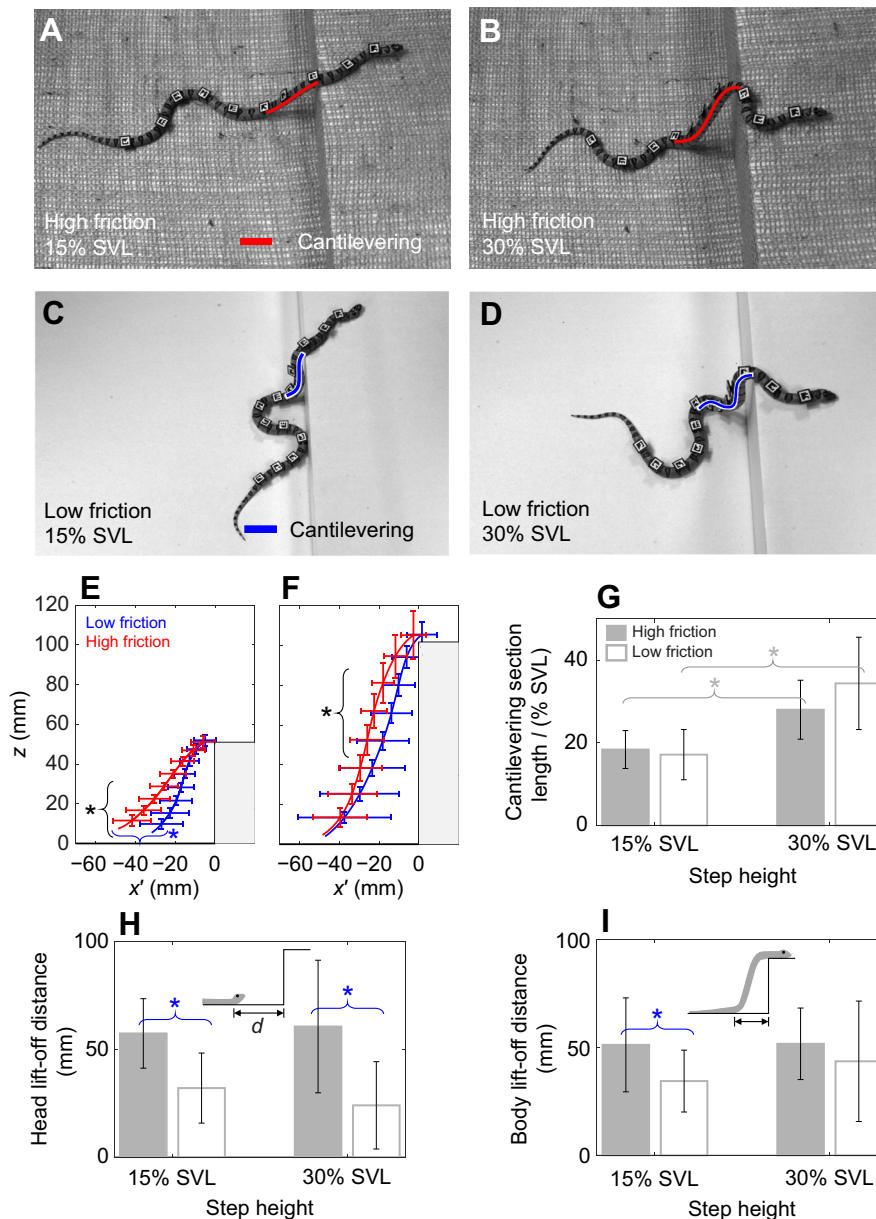 A
High friction
15% SVL
Cantilevering
B
High friction
30% SVL
C
Low friction
15% SVL
Cantilevering
D
Low friction
30% SVL
E
120
100
80
60
40
20
0
z (mm)
Low friction
High friction
*
*
−60 −40 −20 0
x′ (mm)
F
*
−60 −40 −20 0
x′ (mm)
G
High friction
Low friction
40
20
0
Cantilevering section
length / (% SVL)
*
*
15% SVL 30% SVL
Step height
H
100
50
0
Head lift-off distance
(mm)
*
*
d
15% SVL 30% SVL
Step height
I
100
50
0
Body lift-off distance
(mm)
*
15% SVL 30% SVL
Step height